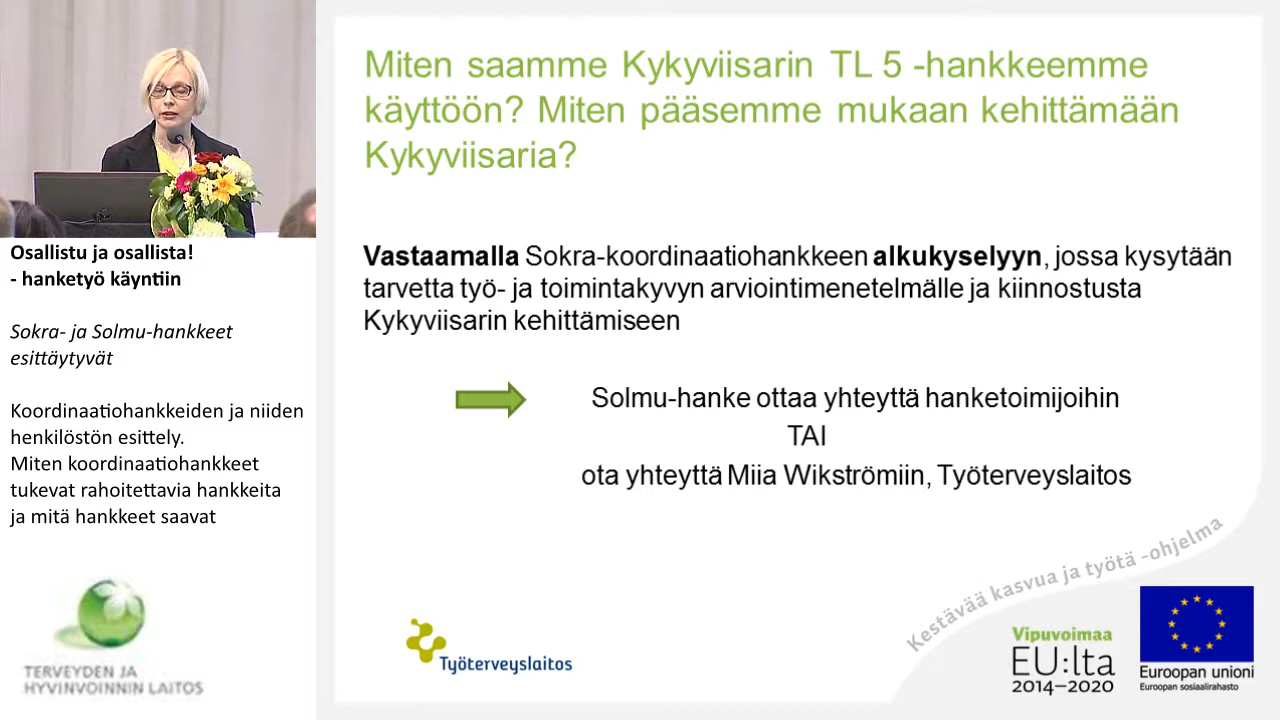 Osallistu ja osallista!
- hanketyö käyntiin
Sokra- ja Solmu-hankkeet
esittäytyvät
Koordinaatiohankkeiden ja niiden
henkilöstön esittely.
Miten koordinaatiohankkeet
tukevat rahoitettavia hankkeita
ja mitä hankkeet saavat
TERVEYDEN JA
HYVINVOINNIN LAITOS
Miten saamme Kykyviisarin TL 5 -hankkeemme
käyttöön? Miten pääsemme mukaan kehittämään
Kykyviisaria?
Vastaamalla Sokra-koordinaatiohankkeen alkukyselyyn, jossa kysytään
tarvetta työ- ja toimintakyvyn arviointimenetelmälle ja kiinnostusta
Kykyviisarin kehittämiseen
Solmu-hanke ottaa yhteyttä hanketoimijoihin
TAI
ota yhteyttä Miia Wikströmiin, Työterveyslaitos
Työterveyslaitos
Kestävää kasvua ja työtä -ohjelma
Vipuvoimaa
EU:lta
2014–2020
Euroopan unioni
Euroopan sosiaalirahasto